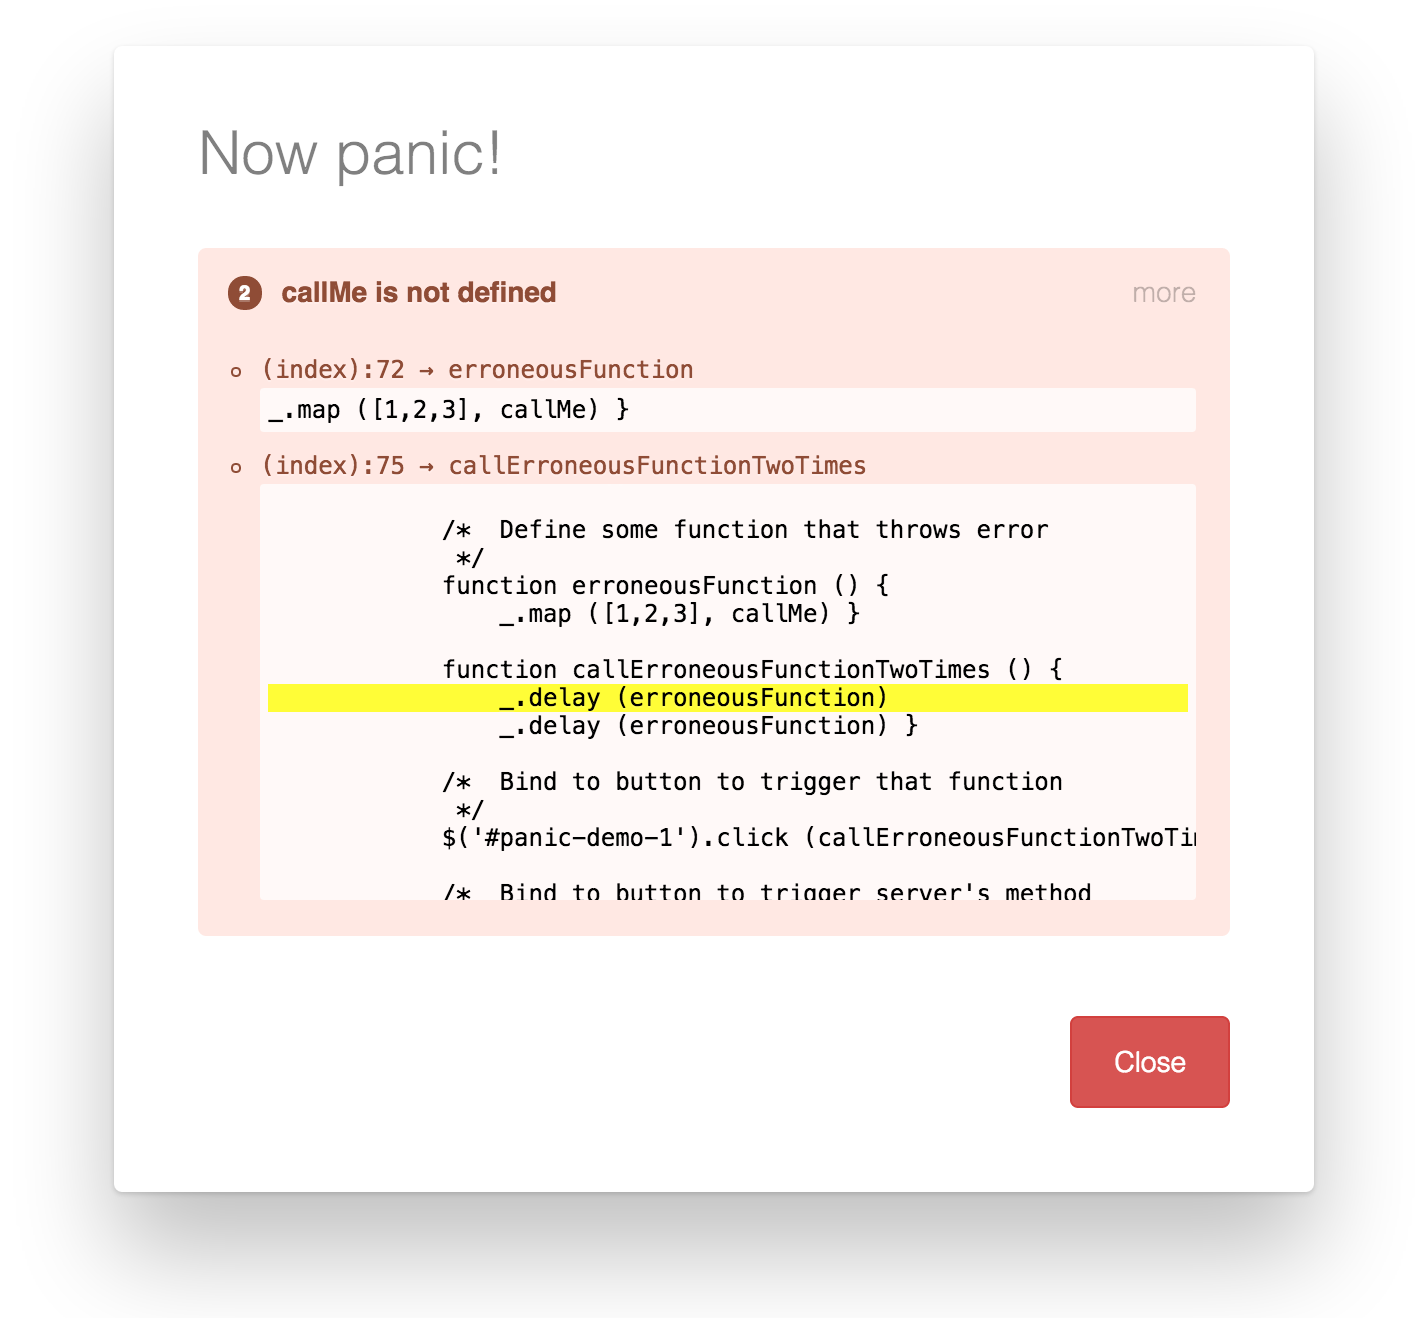 Now panic!
2 callMe is not defined more
(index):72 → erroneousFunction
_.map ([1,2,3], callMe) }
(index):75 → callErroneousFunctionTwoTimes
/*  Define some function that throws error
 */
function erroneousFunction () {
    _.map ([1,2,3], callMe) }
function callErroneousFunctionTwoTimes () {
    _.delay (erroneousFunction)
    _.delay (erroneousFunction) }
/*  Bind to button to trigger that function
 */
$('#panic-demo-1').click (callErroneousFunctionTwoTi
/*  Bind to button to trigger server's method
Close